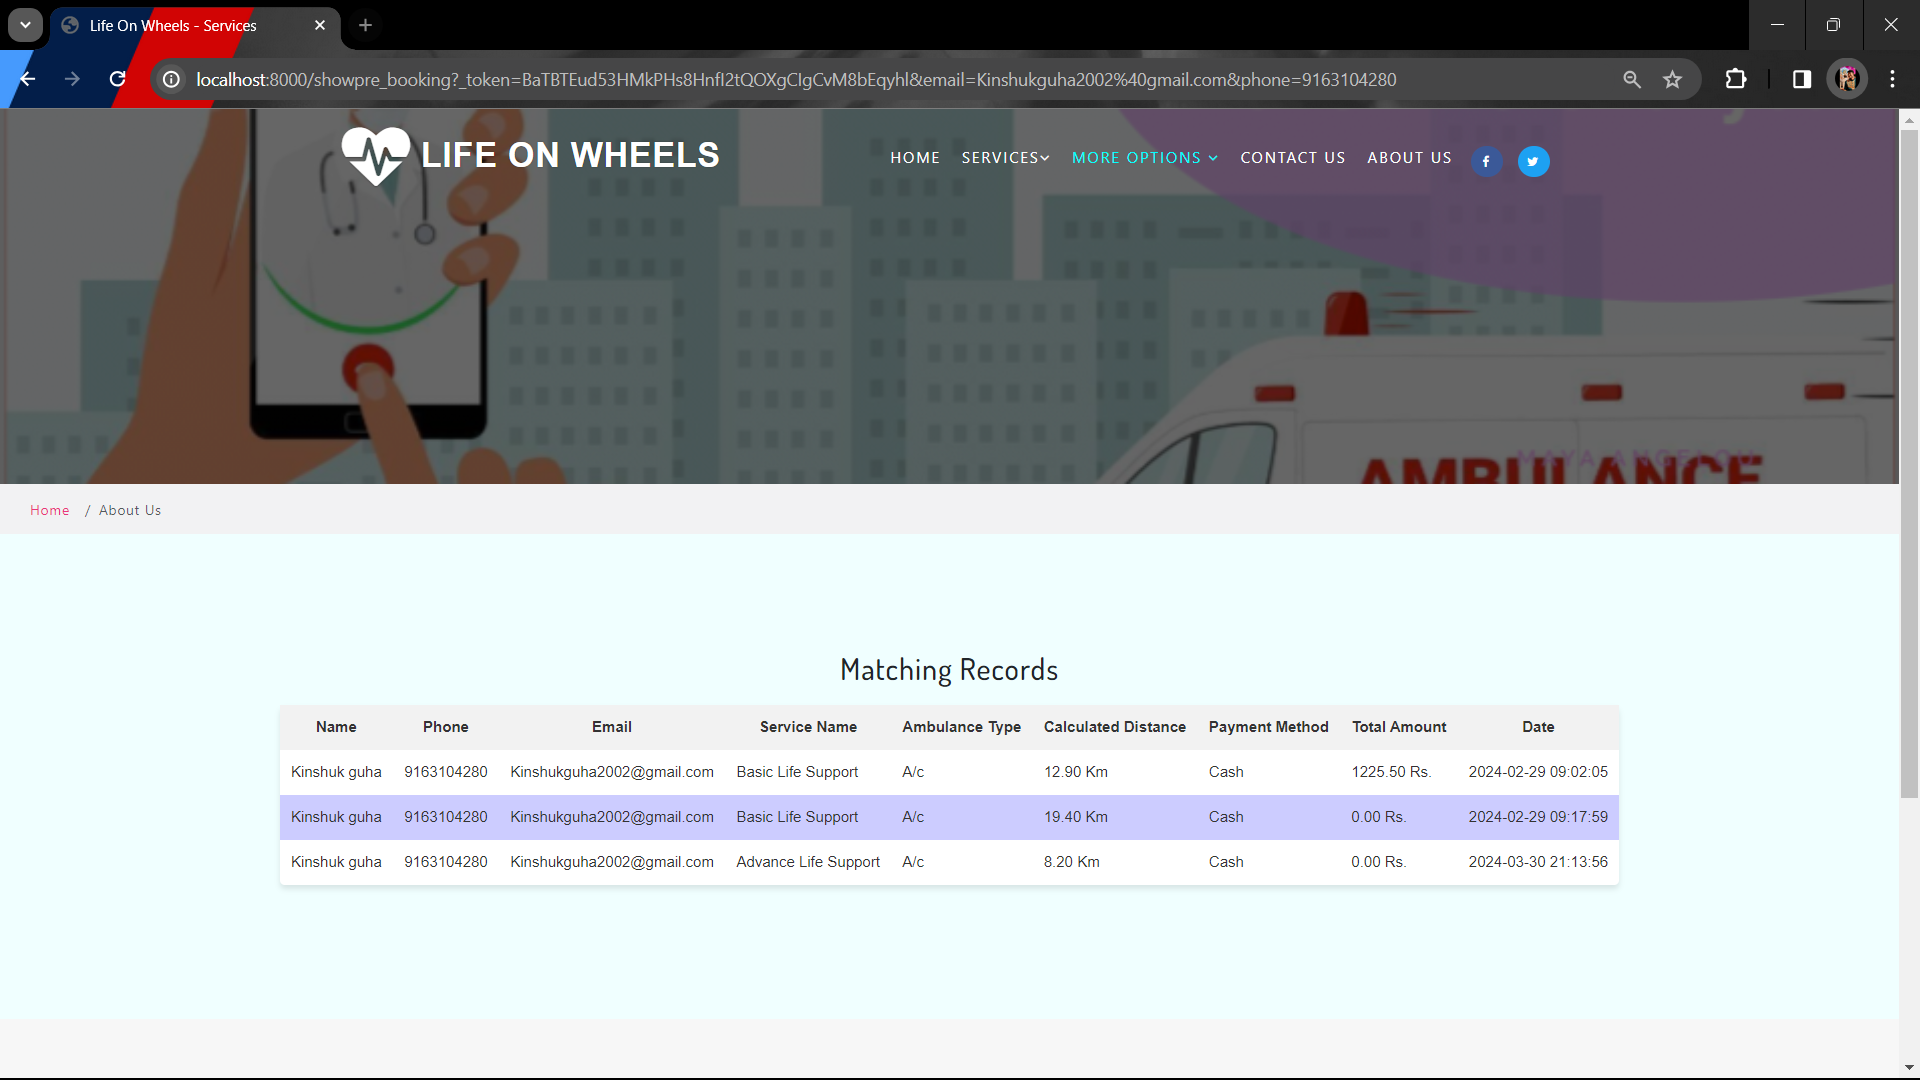 Life On Wheels - Services
localhost:8000/showpre_booking?_token=BaTBTEud53HMkPHs8Hnfl2tQOXgClgCvM8bEqyhl&email=Kinshukguha2002%40gmail.com&phone=9163104280
LIFE ON WHEELS
HOME SERVICES MORE OPTIONS CONTACT US ABOUT US
MAYA ANGELOU
AMBULANCE
Home / About Us
Matching Records
Name Phone Email Service Name Ambulance Type Calculated Distance Payment Method Total Amount Date
Kinshuk guha 9163104280 Kinshukguha2002@gmail.com Basic Life Support A/c 12.90 Km Cash 1225.50 Rs. 2024-02-29 09:02:05
Kinshuk guha 9163104280 Kinshukguha2002@gmail.com Basic Life Support A/c 19.40 Km Cash 0.00 Rs. 2024-02-29 09:17:59
Kinshuk guha 9163104280 Kinshukguha2002@gmail.com Advance Life Support A/c 8.20 Km Cash 0.00 Rs. 2024-03-30 21:13:56